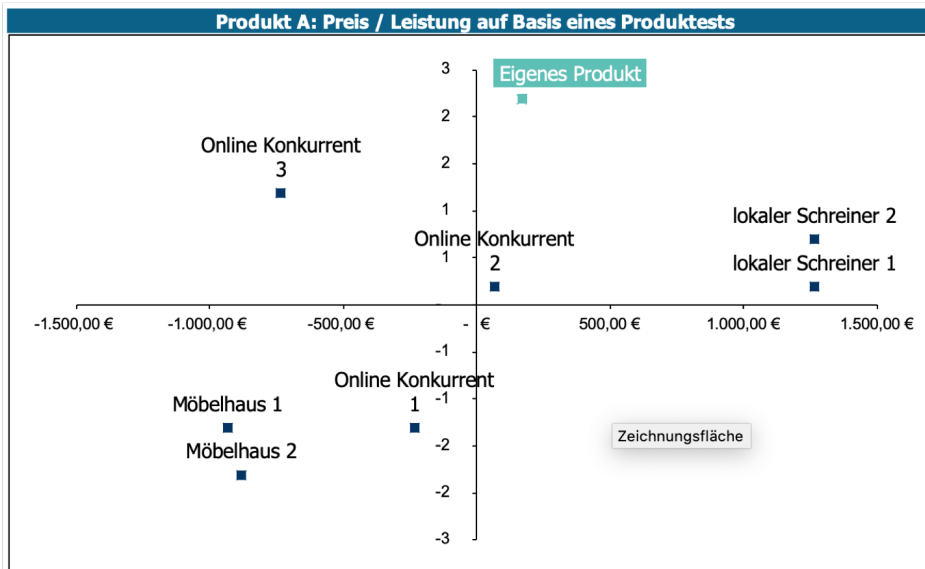 Produkt A: Preis / Leistung auf Basis eines Produktests
3
Eigenes Produkt
2
Online Konkurrent
3
2
1
lokaler Schreiner 2
Online Konkurrent
2
1
lokaler Schreiner 1
-
-1.500,00 €
-1.000,00 €
-500,00 €
- €
500,00 €
1.000,00 €
1.500,00 €
-1
Online Konkurrent
1
-1
Möbelhaus 1
Möbelhaus 2
Zeichnungsfläche
-2
-2
-3